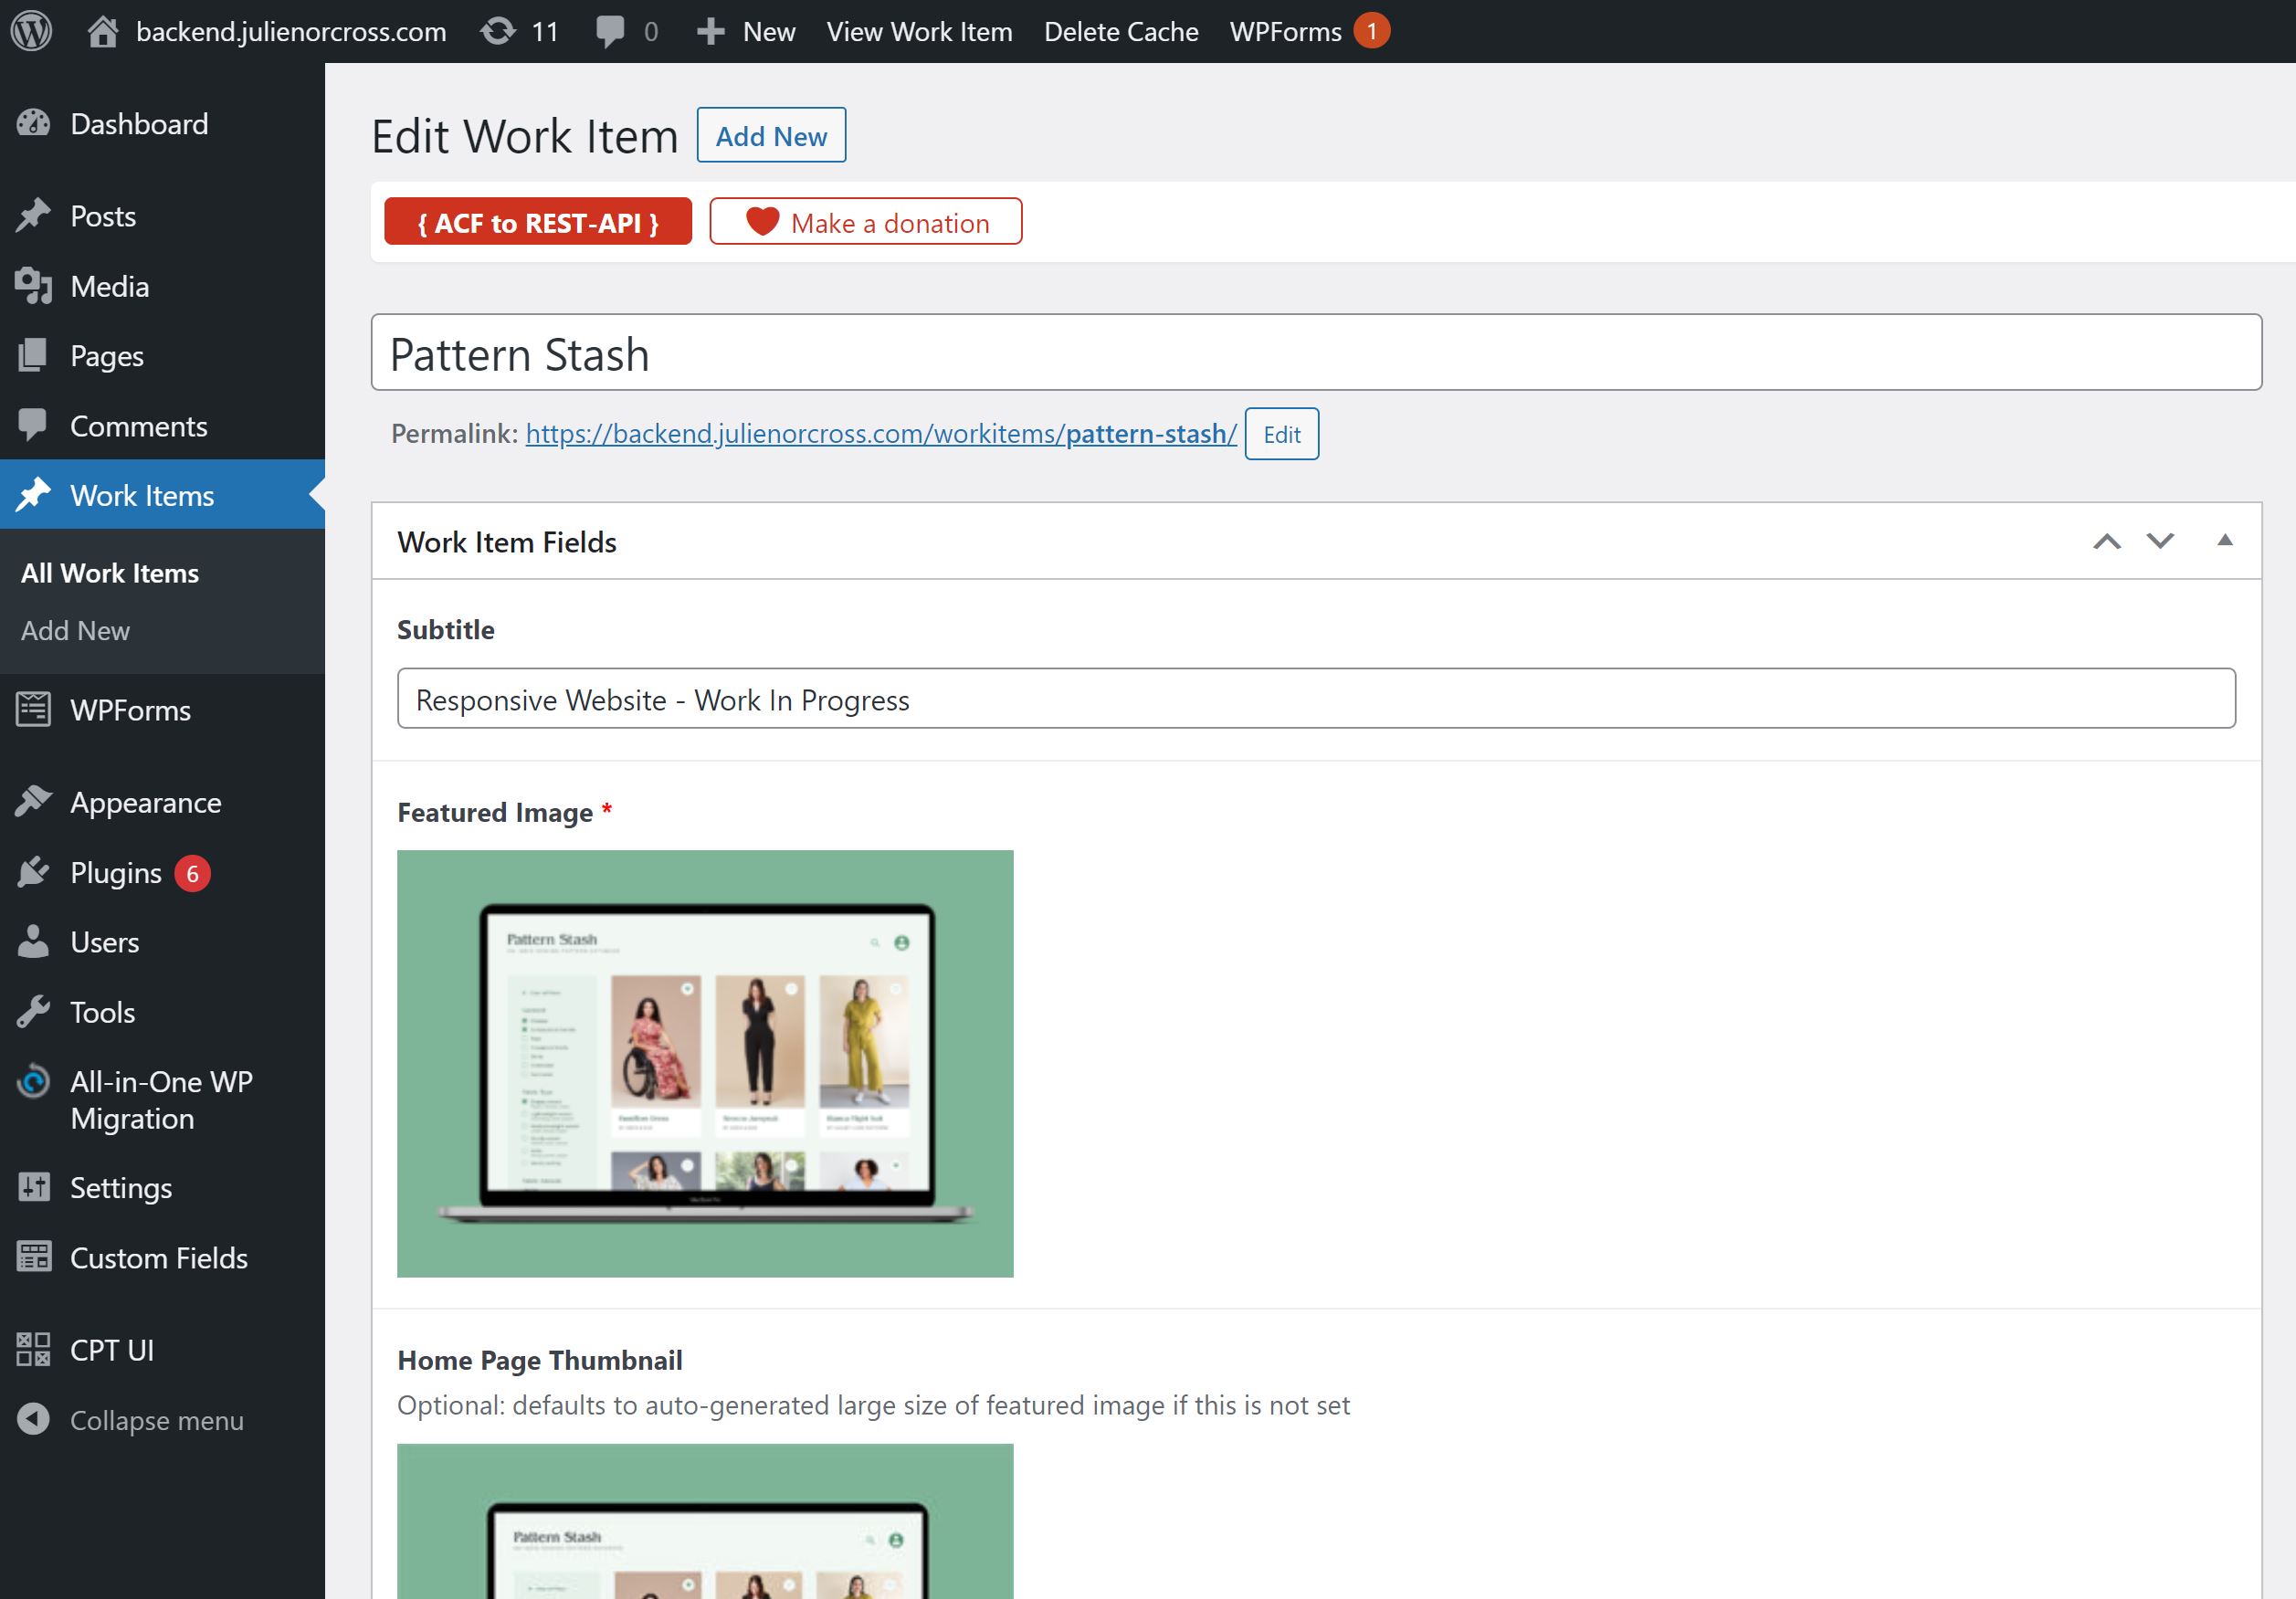 backend.julienorcross.com 11 0 New View Work Item Delete Cache WPForms 1
Dashboard
Posts
Media
Pages
Comments
Work Items
All Work Items
Add New
WPForms
Appearance
Plugins 6
Users
Tools
All-in-One WP
Migration
Settings
Custom Fields
CPT UI
Collapse menu
Edit Work Item Add New
{ ACF to REST-API } Make a donation
Pattern Stash
Permalink: https://backend.julienorcross.com/workitems/pattern-stash/ Edit
Work Item Fields
Subtitle
Responsive Website - Work In Progress
Featured Image *
Pattern Stash
Home Page Thumbnail
Optional: defaults to auto-generated large size of featured image if this is not set
Pattern Stash